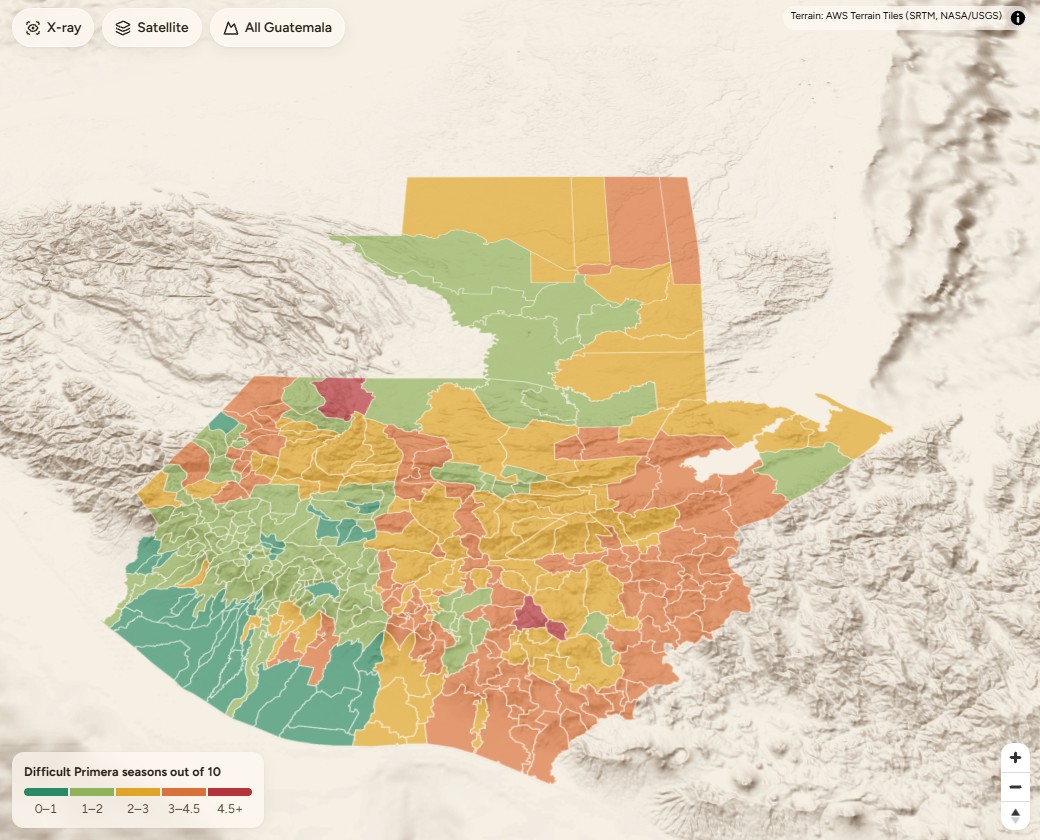 X-ray
Satellite
All Guatemala
Terrain: AWS Terrain Tiles (SRTM, NASA/USGS)
Difficult Primera seasons out of 10
0–1
1–2
2–3
3–4.5
4.5+